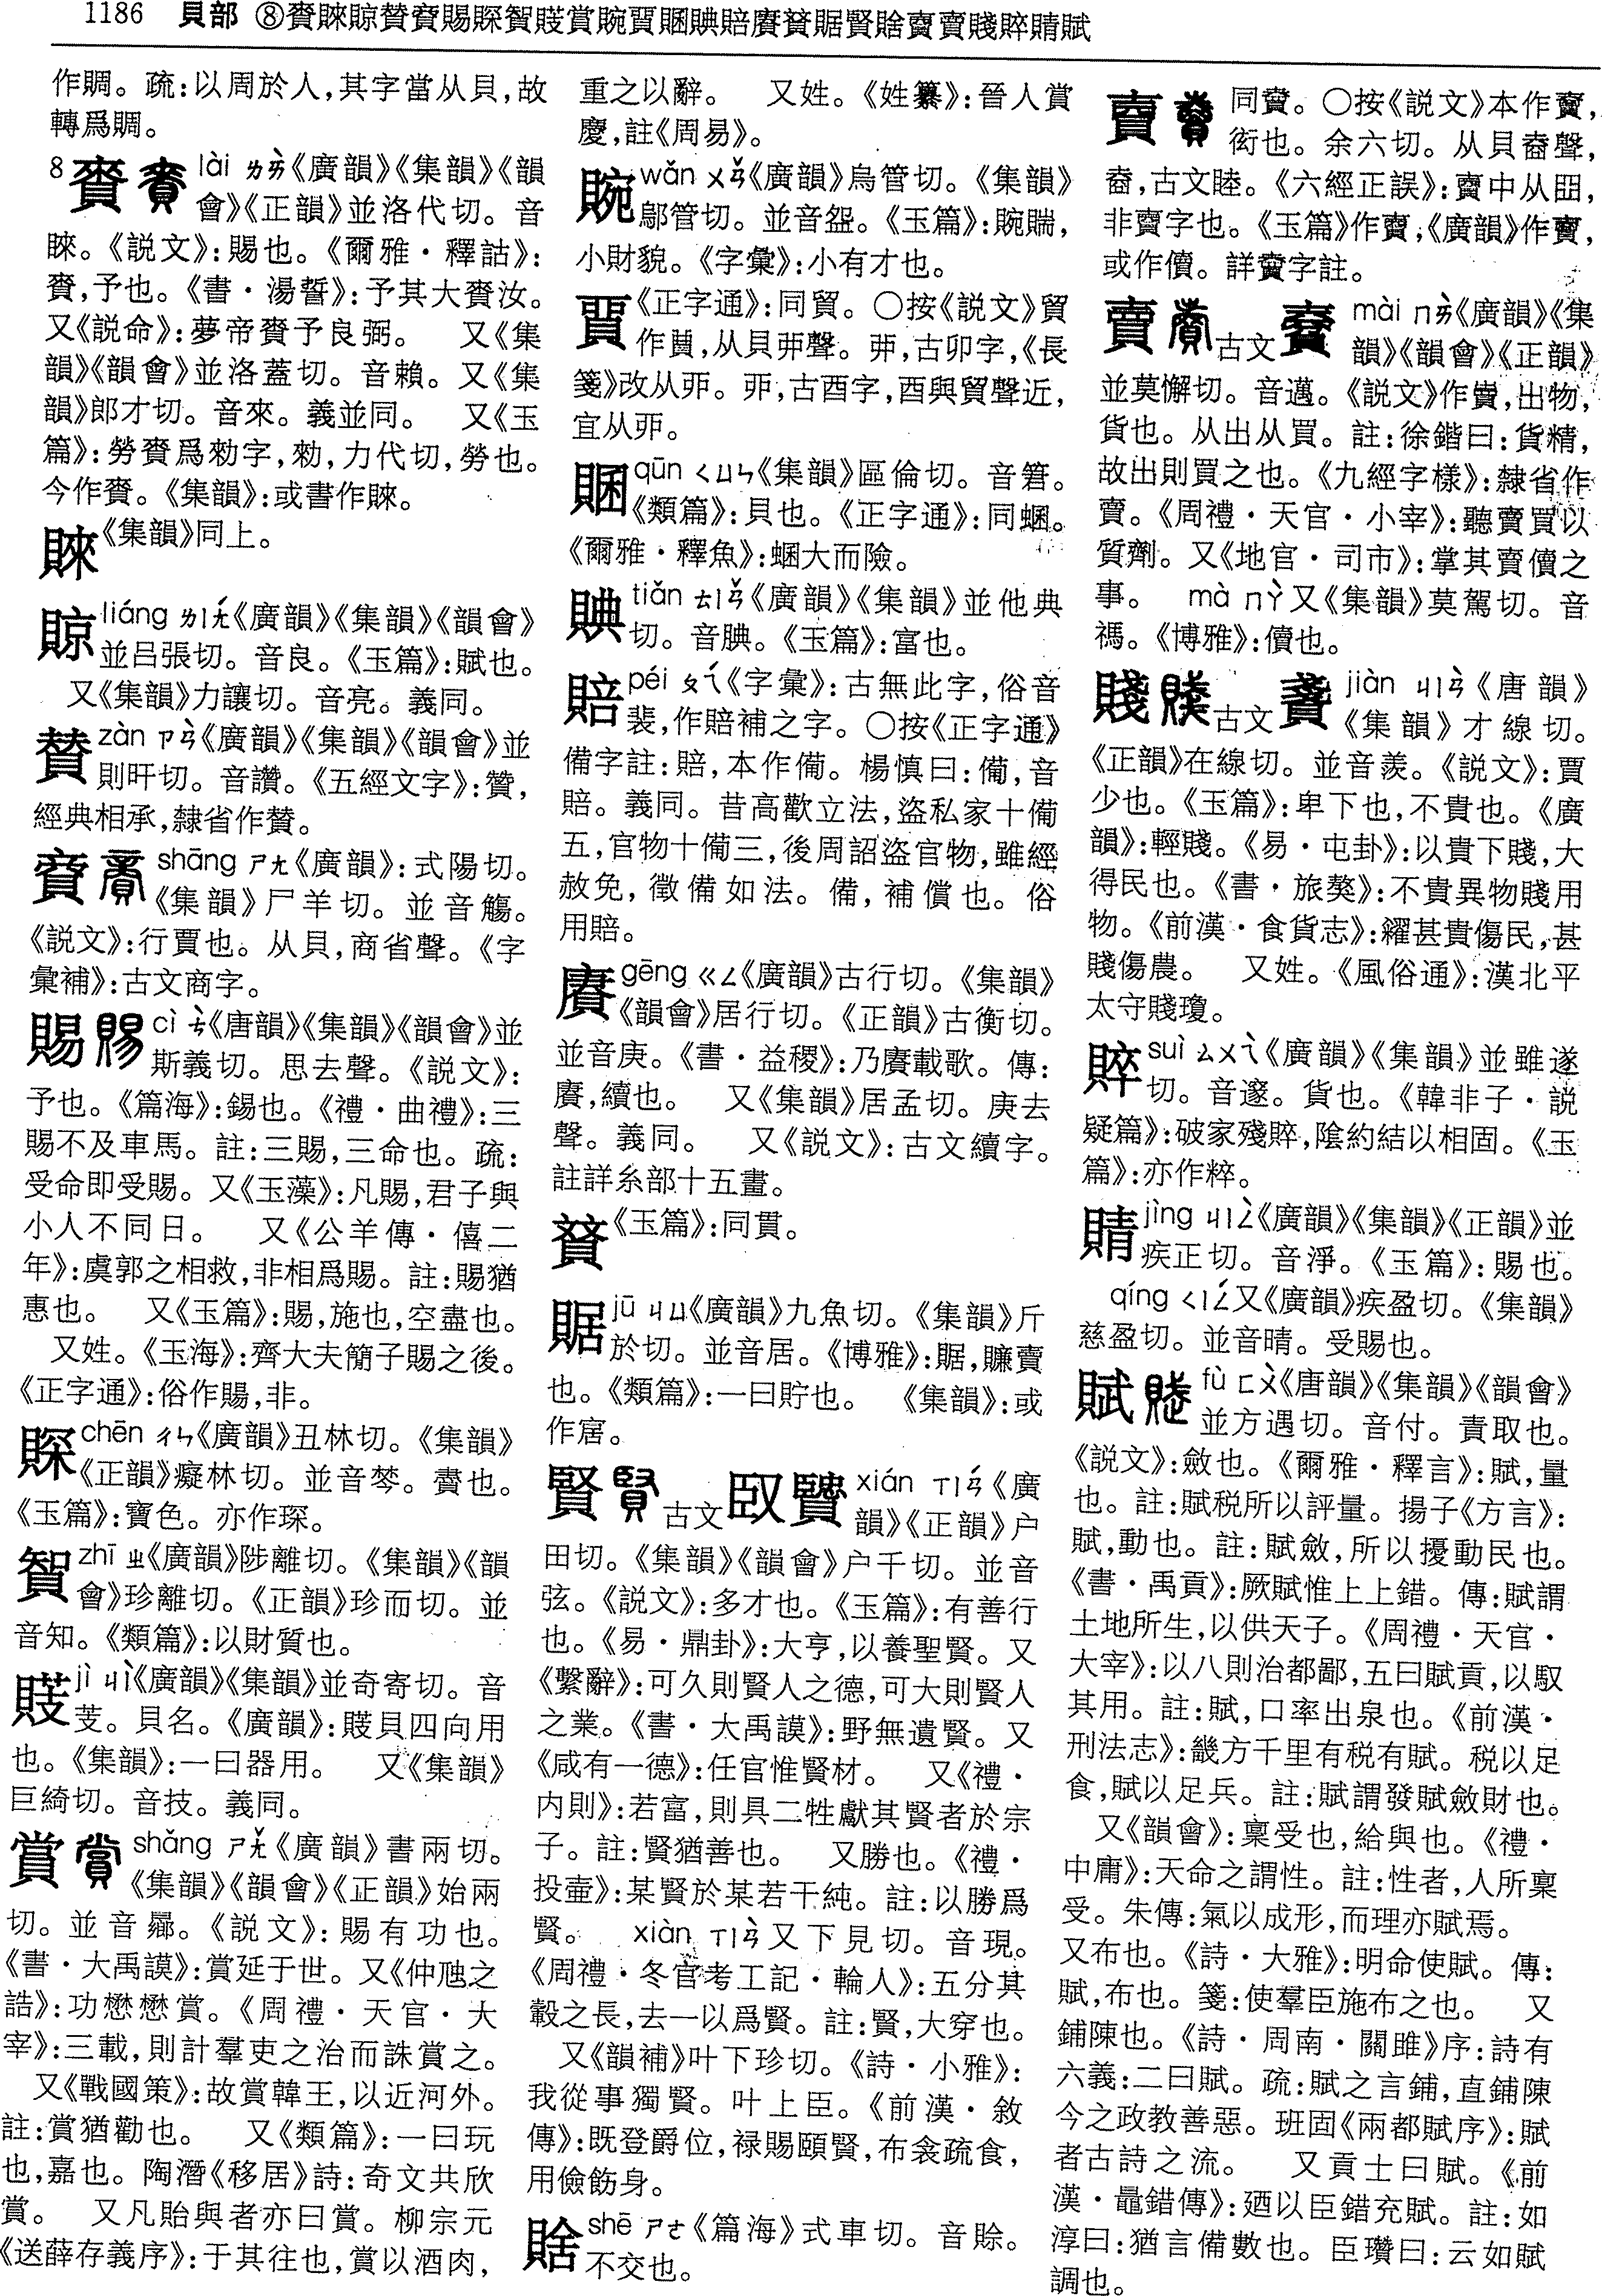 1186 貝部 ⑧賚賕賾贊賷賜賝贀䝸賞䝹賈䝷賟賠賡贅賰賢賒賣賣賤賥䝼賦
作賙。疏:以周於人,其字當从貝,故
轉爲賙。
8賚 lài ㄌㄞˋ《廣韻》《集韻》《韻
會》《正韻》並洛代切。音
睞。《説文》:賜也。《爾雅・釋詁》:
賚,予也。《書・湯誓》:予其大賚汝。
又《説命》:夢帝賚予良弼。 又《集
韻》《韻會》並洛蓋切。音賴。又《集
韻》郎才切。音來。義並同。 又《玉
篇》:勞賚爲勑字,勑,力代切,勞也。
今作賚。《集韻》:或書作睞。
《集韻》同上。
liáng ㄌㄧㄤˊ《廣韻》《集韻》《韻會》
並吕張切。音良。《玉篇》:賦也。
又《集韻》力讓切。音亮。義同。
賛 zàn ㄗㄢˋ《廣韻》《集韻》《韻會》並
則旰切。音讚。《五經文字》:贊,
經典相承,隸省作賛。
shāng ㄕㄤ《廣韻》:式陽切。
《集韻》尸羊切。並音觴。
《説文》:行賈也。从貝,商省聲。《字
彙補》:古文商字。
賜 cì ㄘˋ《唐韻》《集韻》《韻會》並
斯義切。思去聲。《説文》:
予也。《篇海》:錫也。《禮・曲禮》:三
賜不及車馬。註:三賜,三命也。疏:
受命即受賜。又《玉藻》:凡賜,君子與
小人不同日。 又《公羊傳・僖二
年》:虞郭之相救,非相爲賜。註:賜猶
惠也。 又《玉篇》:賜,施也,空盡也。
又姓。《玉海》:齊大夫簡子賜之後。
《正字通》:俗作賜,非。
賝 chēn ㄔㄣ《廣韻》丑林切。《集韻》
《正韻》癡林切。並音棽。賮也。
《玉篇》:寶色。亦作琛。
zhī ㄓ《廣韻》陟離切。《集韻》《韻
會》珍離切。《正韻》珍而切。並
音知。《類篇》:以財質也。
jì ㄐㄧˋ《廣韻》《集韻》並奇寄切。音
芰。貝名。《廣韻》:貝四向用
也。《集韻》:一曰器用。 又《集韻》
巨綺切。音技。義同。
賞 shǎng ㄕㄤˇ《廣韻》書兩切。
《集韻》《韻會》《正韻》始兩
切。並音。《説文》:賜有功也。
《書・大禹謨》:賞延于世。又《仲虺之
誥》:功懋懋賞。《周禮・天官・大
宰》:三載,則計羣吏之治而誅賞之。
又《戰國策》:故賞韓王,以近河外。
註:賞猶勸也。 又《類篇》:一曰玩
也,嘉也。陶潛《移居》詩:奇文共欣
賞。 又凡貽與者亦曰賞。柳宗元
《送薛存義序》:于其往也,賞以酒肉,
重之以辭。 又姓。《姓纂》:晉人賞
慶,註《周易》。
wǎn ㄨㄢˇ《廣韻》烏管切。《集韻》
鄔管切。並音盌。《玉篇》:,
小財貌。《字彙》:小有才也。
《正字通》:同貿。〇按《説文》貿
作,从貝丣聲。丣,古卯字,《長
箋》改从丣。丣,古酉字,酉與貿聲近,
宜从丣。
qūn ㄑㄩㄣ《集韻》區倫切。音箘。
《類篇》:貝也。《正字通》:同蜠。
《爾雅・釋魚》:蜠大而險。
賟 tiǎn ㄊㄧㄢˇ《廣韻》《集韻》並他典
切。音腆。《玉篇》:富也。
賠 péi ㄆㄟˊ《字彙》:古無此字,俗音
裴,作賠補之字。〇按《正字通》
備字註:賠,本作備。楊慎曰:備,音
賠。義同。昔高歡立法,盜私家十備
五,官物十備三,後周詔盜官物,雖經
赦免,徵備如法。備,補償也。俗
用賠。
賡 gēng ㄍㄥ《廣韻》古行切。《集韻》
《韻會》居行切。《正韻》古衡切。
並音庚。《書・益稷》:乃賡載歌。傳:
賡,續也。 又《集韻》居孟切。庚去
聲。義同。 又《説文》:古文續字。
註詳糸部十五畫。
《玉篇》:同貫。
jū ㄐㄩ《廣韻》九魚切。《集韻》斤
於切。並音居。《博雅》:䝻,賺賣
也。《類篇》:一曰貯也。 《集韻》:或
作㝒。
賢 古文 臤 xián ㄒㄧㄢˊ《廣
韻》《正韻》户
田切。《集韻》《韻會》户千切。並音
弦。《説文》:多才也。《玉篇》:有善行
也。《易・鼎卦》:大亨,以養聖賢。又
《繫辭》:可久則賢人之德,可大則賢人
之業。《書・大禹謨》:野無遺賢。又
《咸有一德》:任官惟賢材。 又《禮・
内則》:若富,則具二牲獻其賢者於宗
子。註:賢猶善也。 又勝也。《禮・
投壷》:某賢於某若干純。註:以勝爲
賢。 xiàn ㄒㄧㄢˋ又下見切。音現。
《周禮・冬官考工記・輪人》:五分其
轂之長,去一以爲賢。註:賢,大穿也。
又《韻補》叶下珍切。《詩・小雅》:
我從事獨賢。叶上臣。《前漢・敘
傳》:既登爵位,禄賜頤賢,布衾疏食,
用儉飭身。
shē ㄕㄜ《篇海》式車切。音賒。
不交也。
同賣。〇按《説文》本作賣,
衒也。余六切。从貝㚆聲,
㚆,古文睦。《六經正誤》:賣中从囧,
非賣字也。《玉篇》作賣;《廣韻》作賣,
或作儥。詳賣字註。
賣 古文 mài ㄇㄞˋ《廣韻》《集
韻》《韻會》《正韻》
並莫懈切。音邁。《説文》作賣,出物,
貨也。从出从買。註:徐鍇曰:貨精,
故出則買之也。《九經字樣》:隸省作
賣。《周禮・天官・小宰》:聽賣買以
質劑。又《地官・司市》:掌其賣儥之
事。 mà ㄇㄚˋ又《集韻》莫駕切。音
禡。《博雅》:儥也。
賤 古文 jiàn ㄐㄧㄢˋ《唐韻》
《集韻》才線切。
《正韻》在線切。並音羨。《説文》:賈
少也。《玉篇》:卑下也,不貴也。《廣
韻》:輕賤。《易・屯卦》:以貴下賤,大
得民也。《書・旅獒》:不貴異物賤用
物。《前漢・食貨志》:糴甚貴傷民,甚
賤傷農。 又姓。《風俗通》:漢北平
太守賤瓊。
賥 suì ㄙㄨㄟˋ《廣韻》《集韻》並雖遂
切。音邃。貨也。《韓非子・説
疑篇》:破家殘賥,陰約結以相固。《玉
篇》:亦作粹。
jìng ㄐㄧㄥˋ《廣韻》《集韻》《正韻》並
疾正切。音淨。《玉篇》:賜也。
qíng ㄑㄧㄥˊ又《廣韻》疾盈切。《集韻》
慈盈切。並音晴。受賜也。
賦 fù ㄈㄨˋ《唐韻》《集韻》《韻會》
並方遇切。音付。責取也。
《説文》:斂也。《爾雅・釋言》:賦,量
也。註:賦税所以評量。揚子《方言》:
賦,動也。註:賦斂,所以擾動民也。
《書・禹貢》:厥賦惟上上錯。傳:賦謂
土地所生,以供天子。《周禮・天官・
大宰》:以八則治都鄙,五曰賦貢,以馭
其用。註:賦,口率出泉也。《前漢・
刑法志》:畿方千里有税有賦。税以足
食,賦以足兵。註:賦謂發賦斂財也。
又《韻會》:稟受也,給與也。《禮・
中庸》:天命之謂性。註:性者,人所稟
受。朱傳:氣以成形,而理亦賦焉。
又布也。《詩・大雅》:明命使賦。傳:
賦,布也。箋:使羣臣施布之也。 又
鋪陳也。《詩・周南・關雎》序:詩有
六義:二曰賦。疏:賦之言鋪,直鋪陳
今之政教善惡。班固《兩都賦序》:賦
者古詩之流。 又貢士曰賦。《前
漢・鼂錯傳》:廼以臣錯充賦。註:如
淳曰:猶言備數也。臣瓚曰:云如賦
調也。